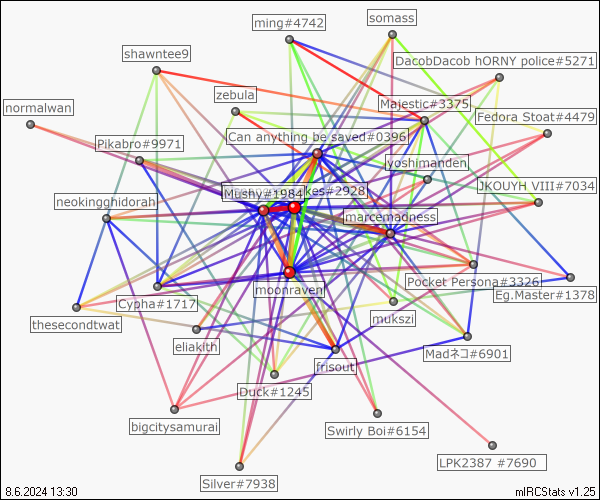 somass
ming#4742
shawntee9
DacobDacob hORNY police#5271
zebula
Majestic#3375
normalwan
Fedora Stoat#4479
Can anything be saved#0396
Pikabro#9971
yoshimanden
JKOUYH VIII#7034
Mushy#1984
kes#2928
neokingghidorah
marcemadness
Pocket Persona#3326
moonraven
Eg.Master#1378
Cypha#1717
mukszi
thesecondtwat
eliakith
Madネコ#6901
frisout
Duck#1245
bigcitysamurai
Swirly Boi#6154
LPK2387 #7690
Silver#7938
8.6.2024 13:30
mIRCStats v1.25